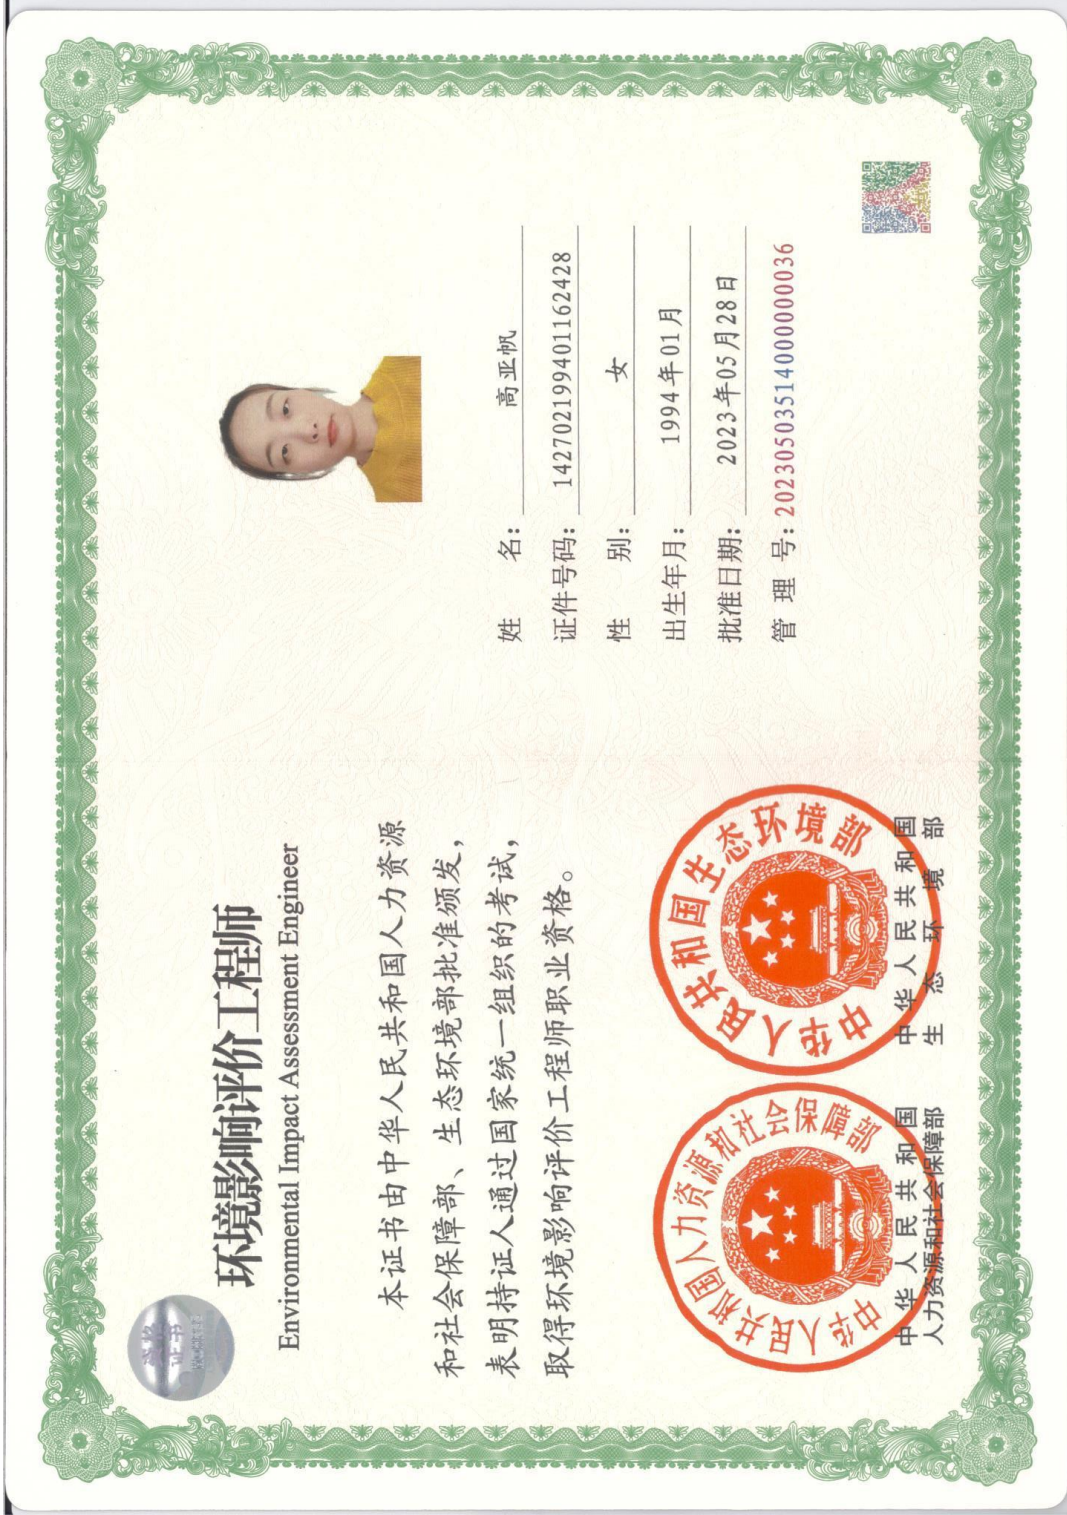 环境影响评价工程师
Environmental Impact Assessment Engineer
本证书由中华人民共和国人力资源
和社会保障部、生态环境部批准颁发，
表明持证人通过国家统一组织的考试，
取得环境影响评价工程师职业资格。
中华人民共和国人力资源和社会保障部
中华人民共和国
人力资源和社会保障部
中华人民共和国生态环境部
中华人民共和国
生态环境部
姓名：高亚帆
证件号码：142702199401162428
性别：女
出生年月：1994年01月
批准日期：2023年05月28日
管理号：20230503514000000036